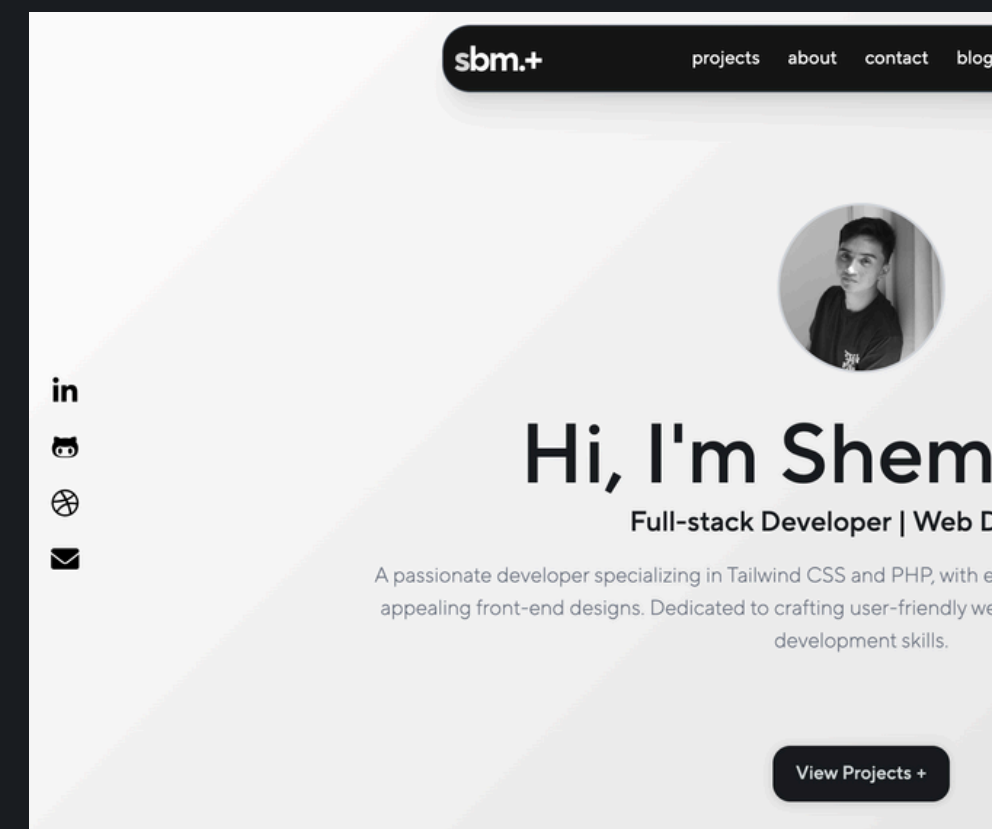 sbm.+
projects about contact blog
in
Hi, I'm Shem
Full-stack Developer | Web D
A passionate developer specializing in Tailwind CSS and PHP, with e
appealing front-end designs. Dedicated to crafting user-friendly we
development skills.
View Projects +